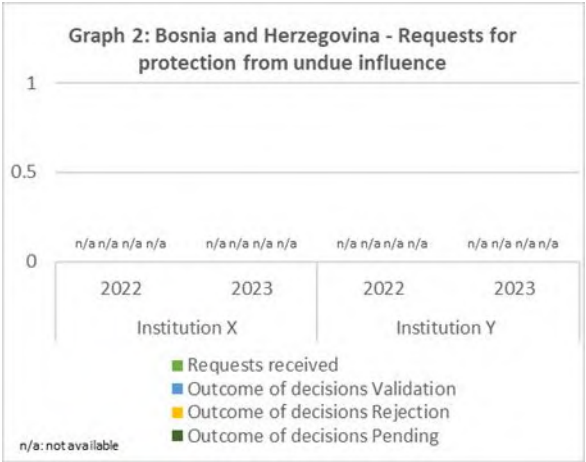 Graph 2: Bosnia and Herzegovina - Requests for
protection from undue influence
1
0.5
n/a n/a n/a n/a n/a n/a n/a n/a n/a n/a n/a n/a n/a n/a n/a n/a
0
2022 2023 2022 2023
Institution X Institution Y
Requests received
Outcome of decisions Validation
Outcome of decisions Rejection
Outcome of decisions Pending
n/a: not available